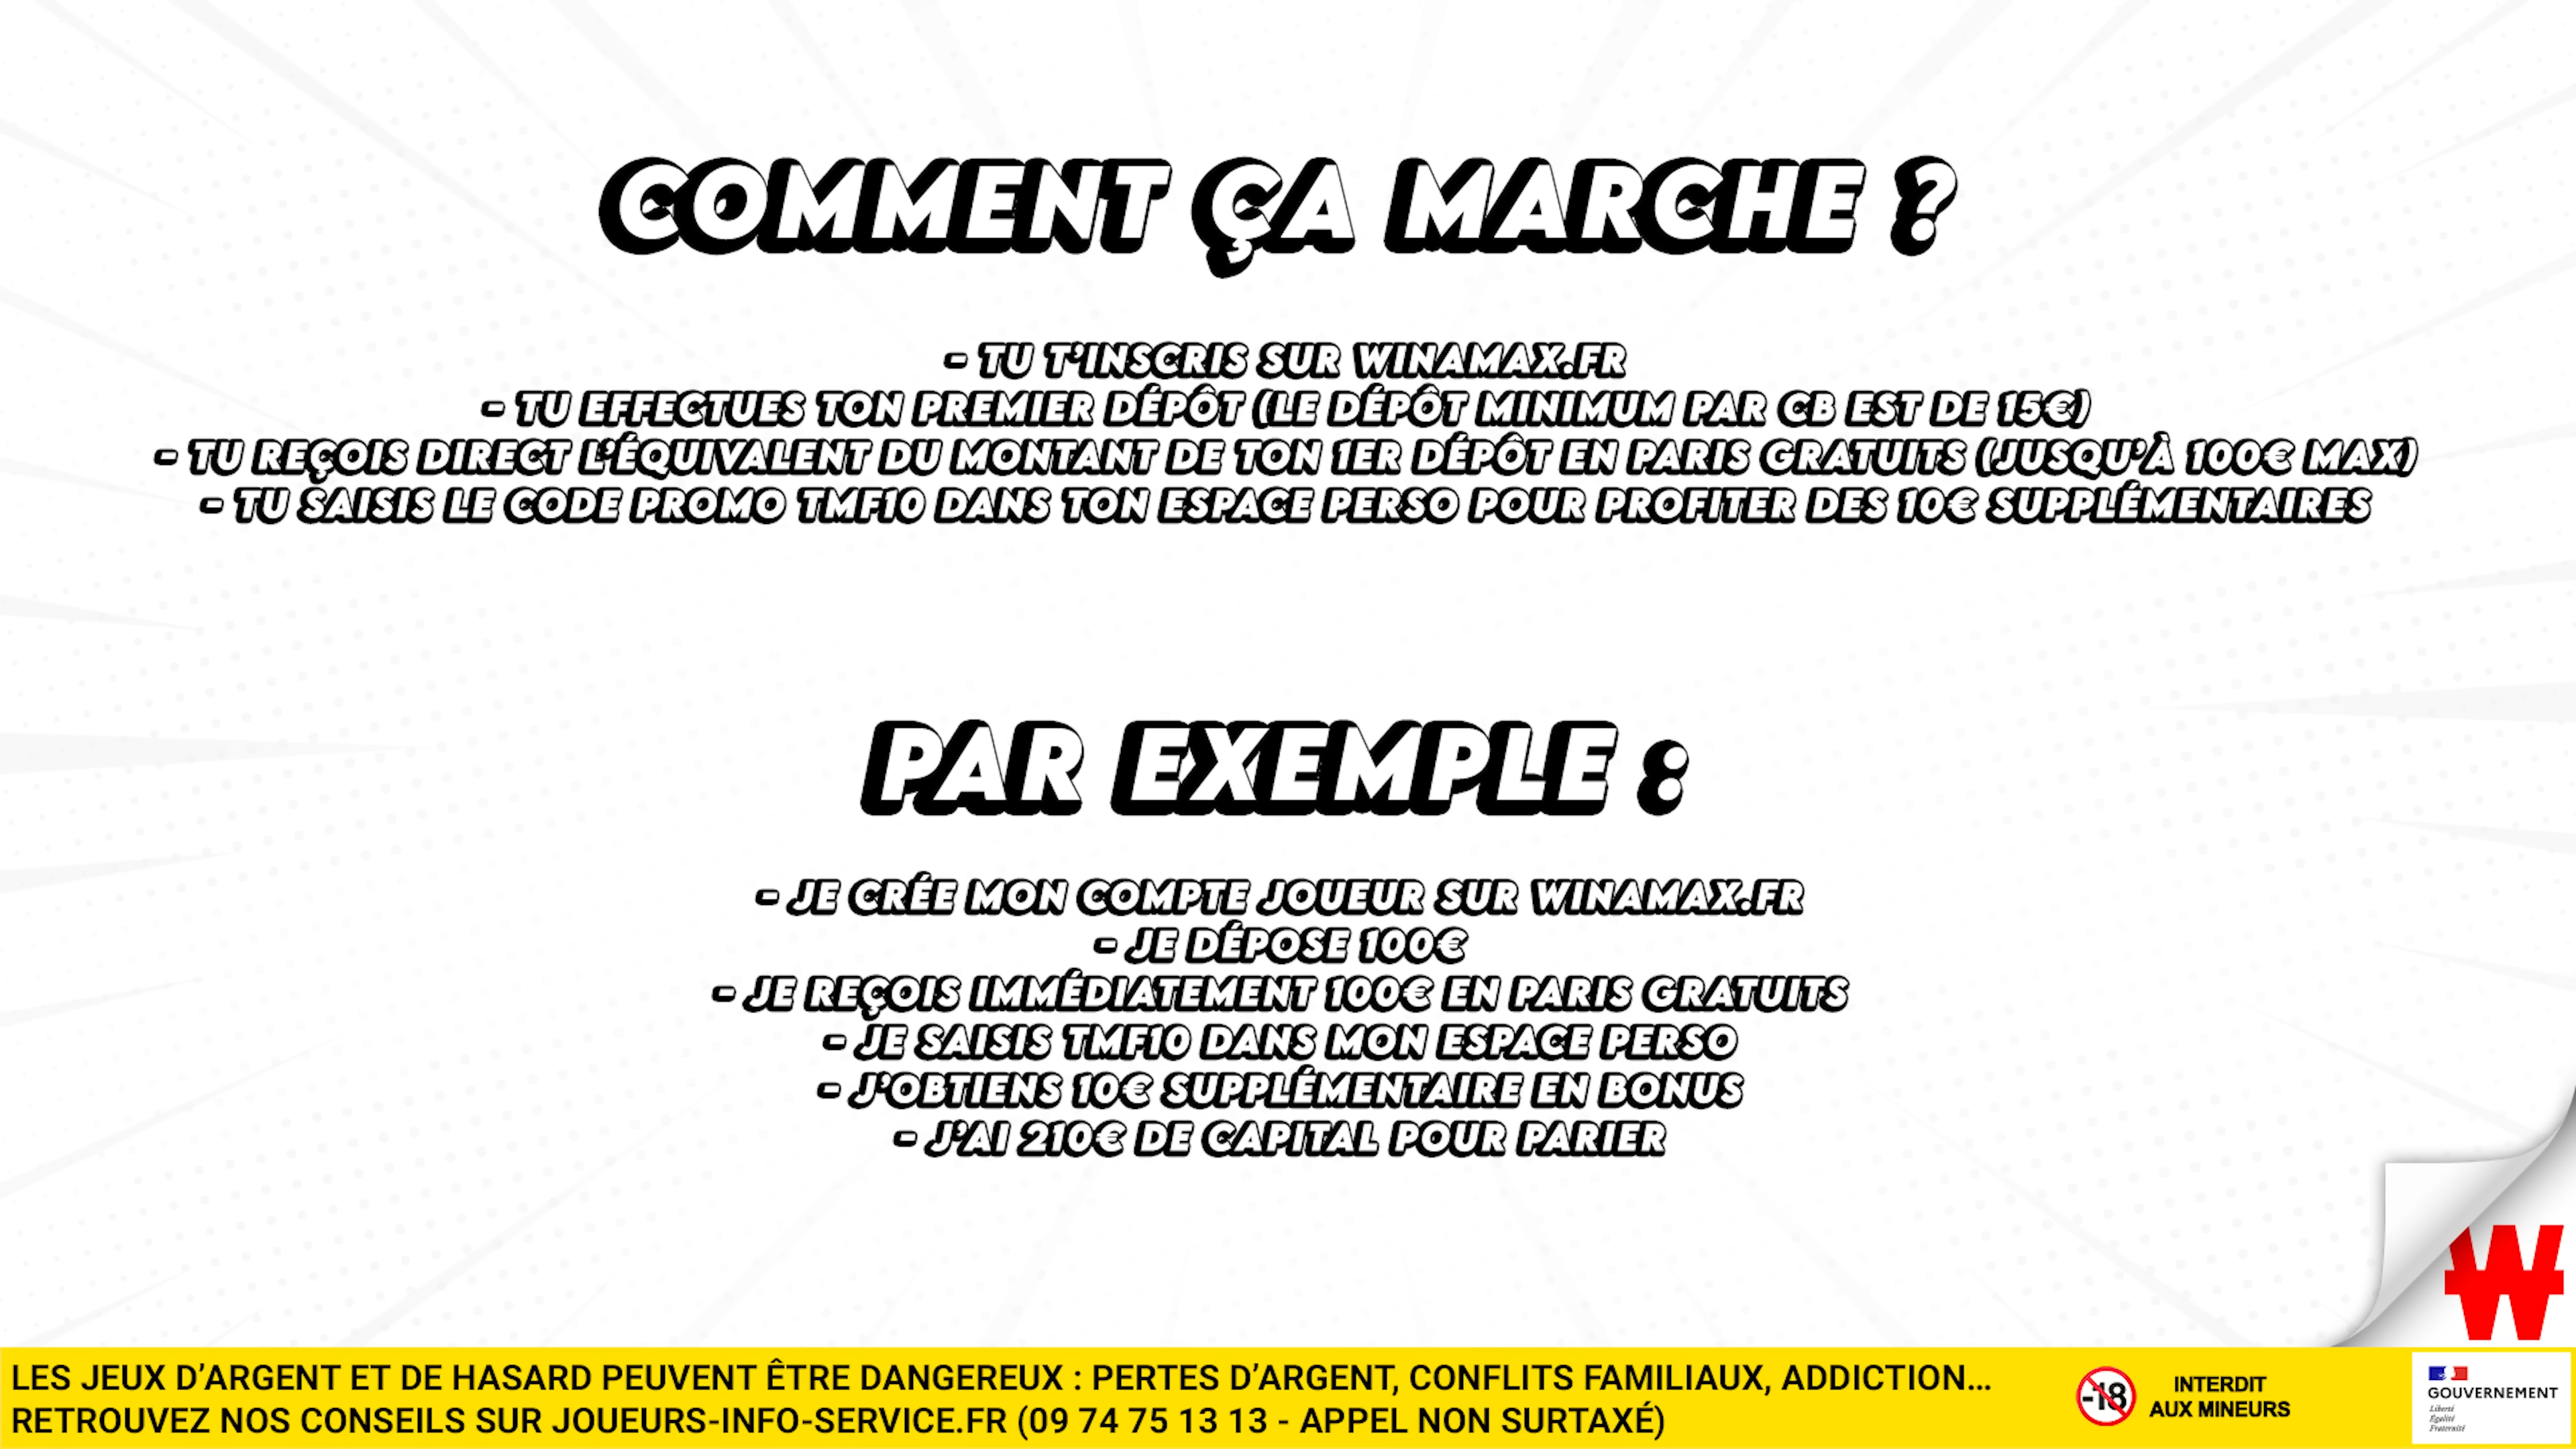 COMMENT ÇA MARCHE ?
- TU T'INSCRIS SUR WINAMAX.FR
- TU EFFECTUES TON PREMIER DÉPÔT (LE DÉPÔT MINIMUM PAR CB EST DE 15€)
- TU REÇOIS DIRECT L'ÉQUIVALENT DU MONTANT DE TON 1ER DÉPÔT EN PARIS GRATUITS (JUSQU'À 100€ MAX)
- TU SAISIS LE CODE PROMO TMF10 DANS TON ESPACE PERSO POUR PROFITER DES 10€ SUPPLÉMENTAIRES
PAR EXEMPLE :
- JE CRÉE MON COMPTE JOUEUR SUR WINAMAX.FR
- JE DÉPOSE 100€
- JE REÇOIS IMMÉDIATEMENT 100€ EN PARIS GRATUITS
- JE SAISIS TMF10 DANS MON ESPACE PERSO
- J'OBTIENS 10€ SUPPLÉMENTAIRE EN BONUS
- J'AI 210€ DE CAPITAL POUR PARIER
W
LES JEUX D'ARGENT ET DE HASARD PEUVENT ÊTRE DANGEREUX : PERTES D'ARGENT, CONFLITS FAMILIAUX, ADDICTION...
RETROUVEZ NOS CONSEILS SUR JOUEURS-INFO-SERVICE.FR (09 74 75 13 13 - APPEL NON SURTAXÉ)
-18
INTERDIT
AUX MINEURS
GOUVERNEMENT
Liberté
Égalité
Fraternité